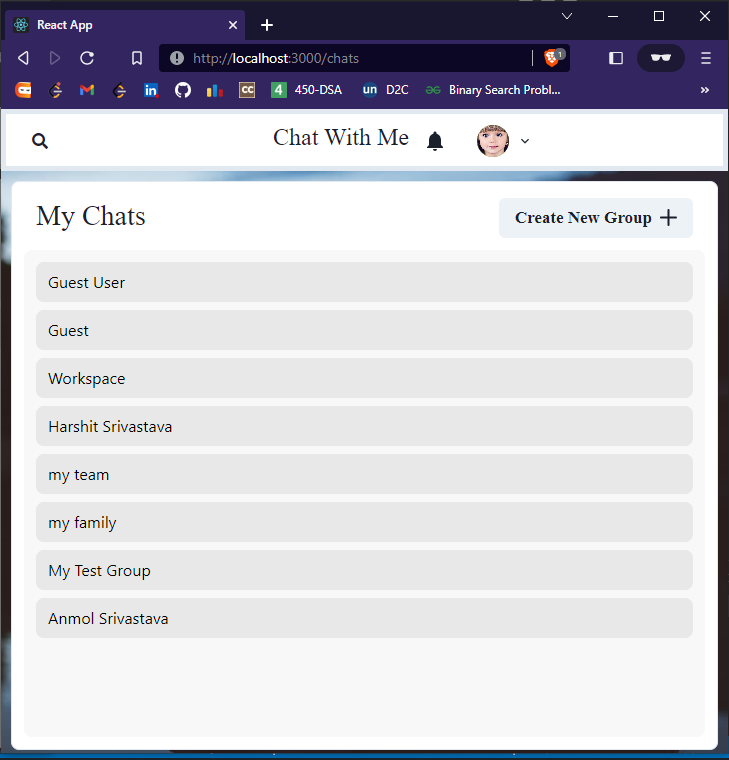 React App
http://localhost:3000/chats
1
CC
4 450-DSA
un D2C
Binary Search Probl...
Chat With Me
My Chats
Create New Group
Guest User
Guest
Workspace
Harshit Srivastava
my team
my family
My Test Group
Anmol Srivastava